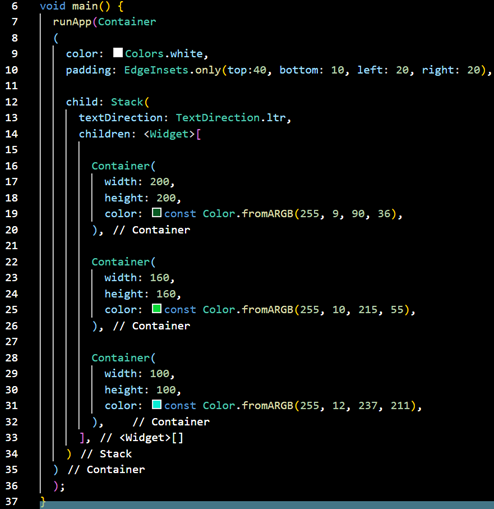 6 void main() {
7 runApp(Container
8 (
9 color: Colors.white,
10 padding: EdgeInsets.only(top:40, bottom: 10, left: 20, right: 20),
11
12 child: Stack(
13 textDirection: TextDirection.ltr,
14 children: <Widget>[
15
16 Container(
17 width: 200,
18 height: 200,
19 color: const Color.fromARGB(255, 9, 90, 36),
20 ), // Container
21
22 Container(
23 width: 160,
24 height: 160,
25 color: const Color.fromARGB(255, 10, 215, 55),
26 ), // Container
27
28 Container(
29 width: 100,
30 height: 100,
31 color: const Color.fromARGB(255, 12, 237, 211),
32 ), // Container
33 ], // <Widget>[]
34 ) // Stack
35 ) // Container
36 );
37 }